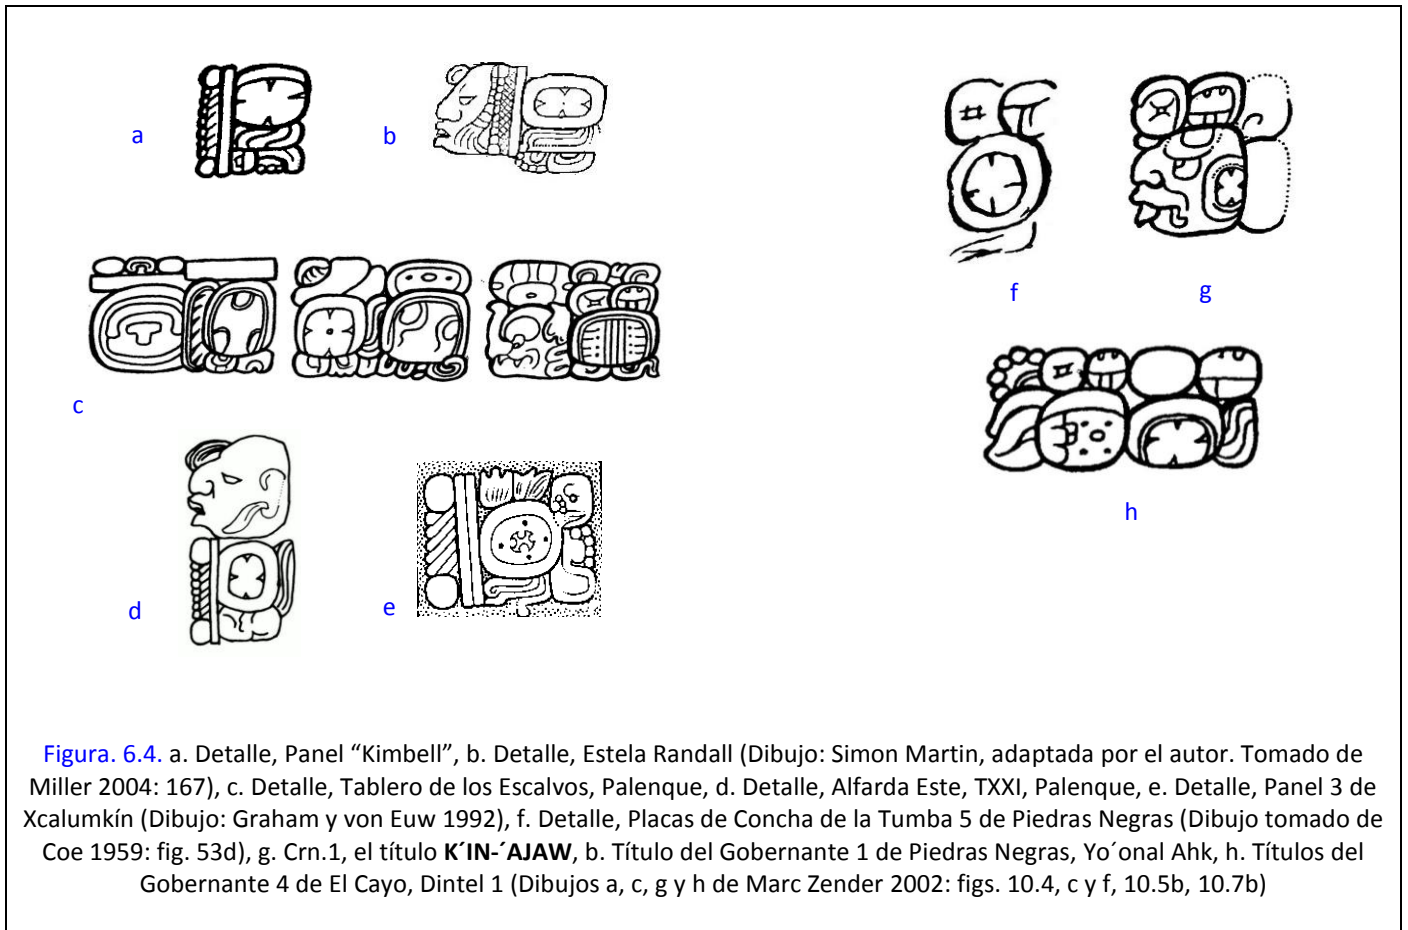 a
b
c
d
e
f
g
h
Figura. 6.4. a. Detalle, Panel “Kimbell”, b. Detalle, Estela Randall (Dibujo: Simon Martin, adaptada por el autor. Tomado de
Miller 2004: 167), c. Detalle, Tablero de los Escalvos, Palenque, d. Detalle, Alfarda Este, TXXI, Palenque, e. Detalle, Panel 3 de
Xcalumkín (Dibujo: Graham y von Euw 1992), f. Detalle, Placas de Concha de la Tumba 5 de Piedras Negras (Dibujo tomado de
Coe 1959: fig. 53d), g. Crn.1, el título K´IN-´AJAW, b. Título del Gobernante 1 de Piedras Negras, Yo´onal Ahk, h. Títulos del
Gobernante 4 de El Cayo, Dintel 1 (Dibujos a, c, g y h de Marc Zender 2002: figs. 10.4, c y f, 10.5b, 10.7b)